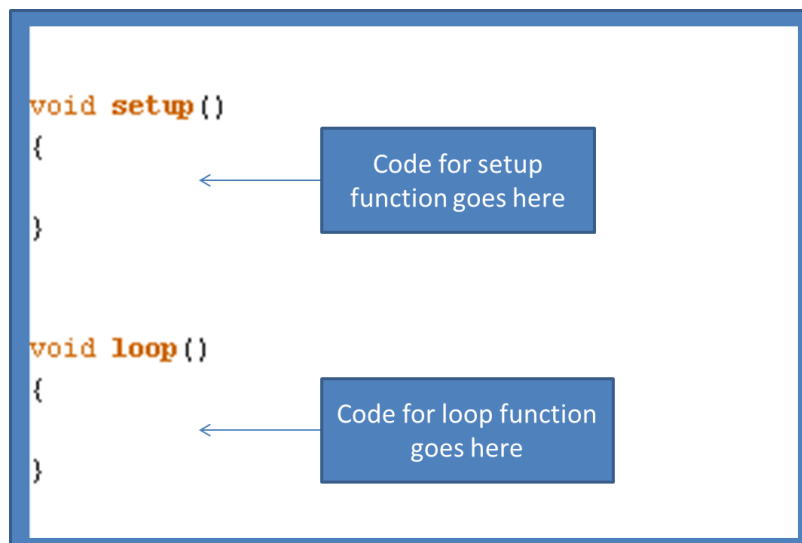 void setup()
{
Code for setup
function goes here
}
void loop()
{
Code for loop function
goes here
}